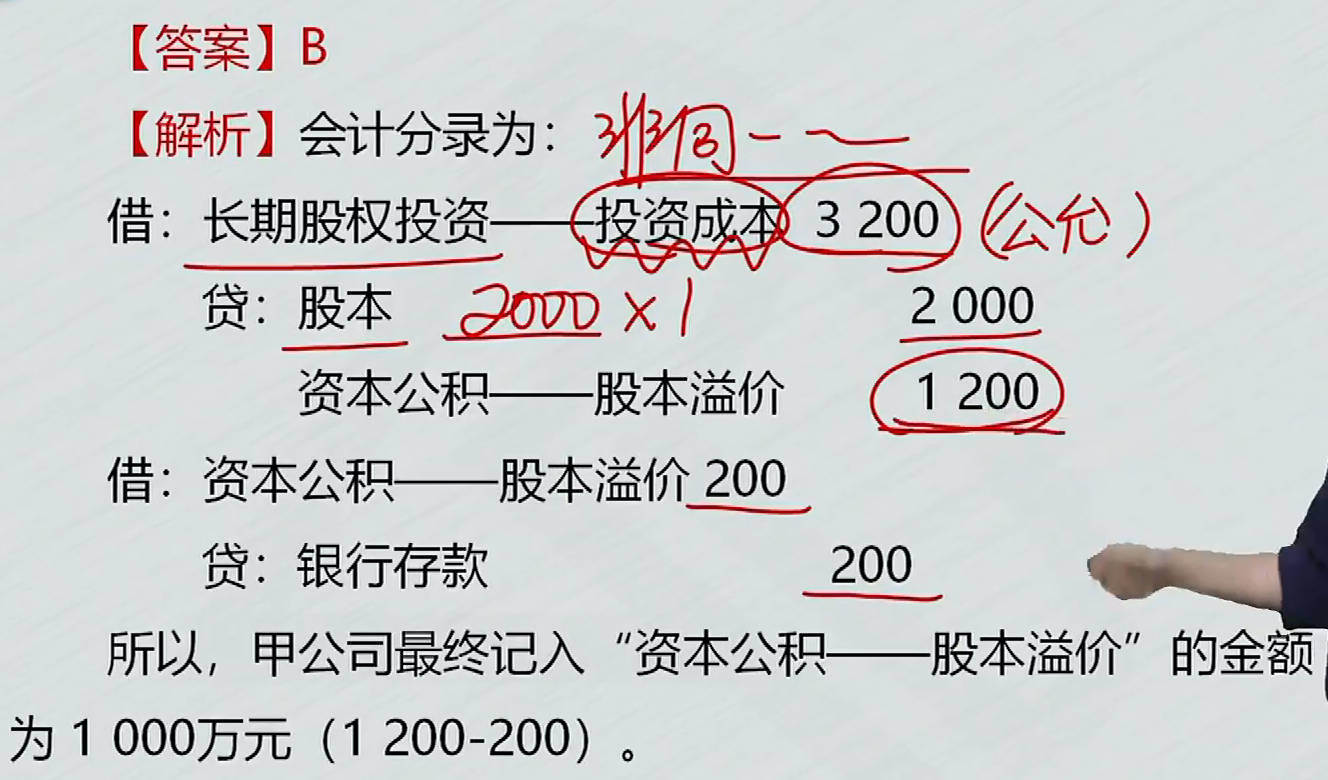 【答案】B
【解析】会计分录为：
借：长期股权投资——投资成本 3 200（公允）
贷：股本 2000×1 2 000
资本公积——股本溢价 1 200
借：资本公积——股本溢价 200
贷：银行存款 200
所以，甲公司最终记入“资本公积——股本溢价”的金额
为 1 000万元（1 200-200）。